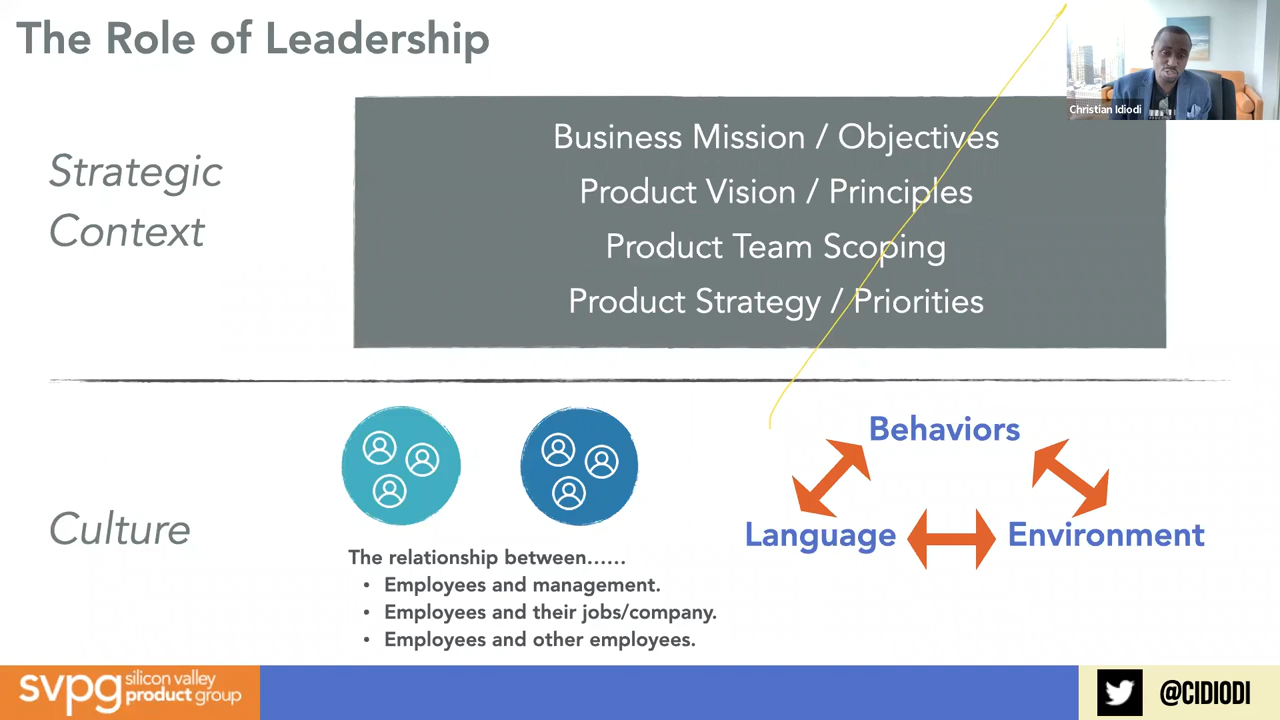 The Role of Leadership
Christian Idiodi
Strategic
Context
Business Mission / Objectives
Product Vision / Principles
Product Team Scoping
Product Strategy / Priorities
Culture
The relationship between……
• Employees and management.
• Employees and their jobs/company.
• Employees and other employees.
Behaviors
Language
Environment
svpg silicon valley
product group
@CIDIODI